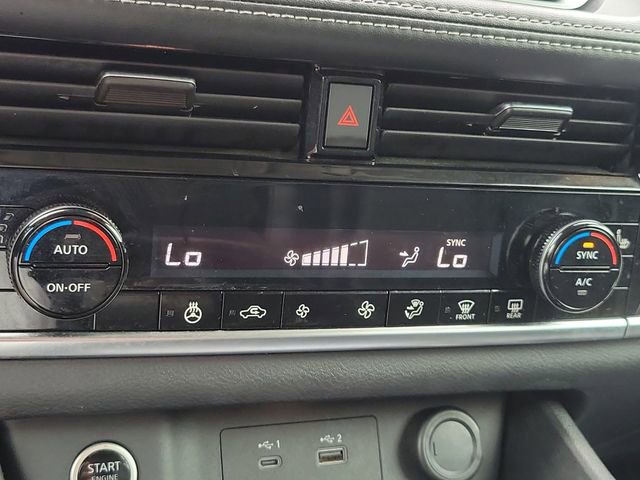 AUTO
ON·OFF
Lo
SYNC
Lo
SYNC
A/C
FRONT
REAR
1
2
START
ENGINE